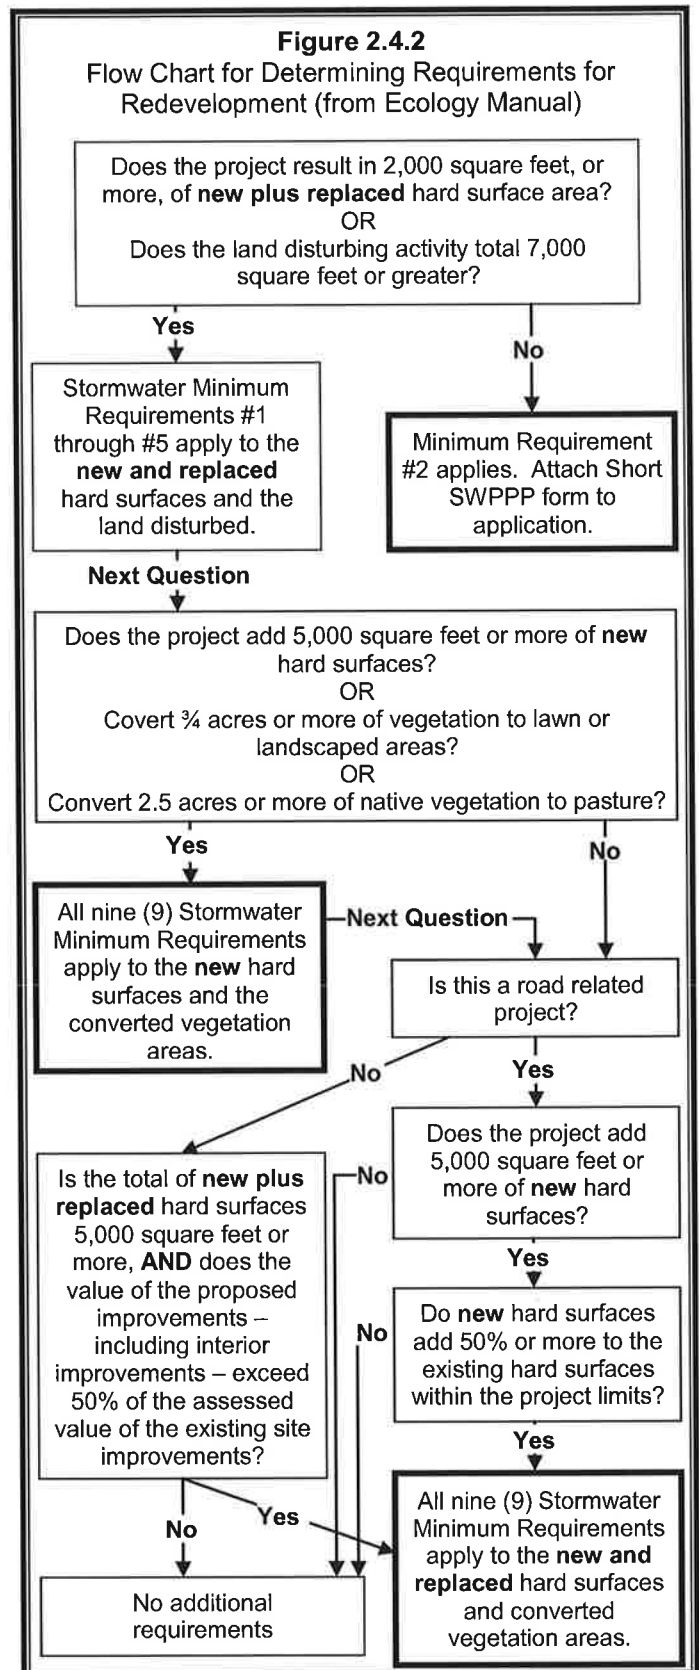 Figure 2.4.2
Flow Chart for Determining Requirements for
Redevelopment (from Ecology Manual)
Does the project result in 2,000 square feet, or
more, of new plus replaced hard surface area?
OR
Does the land disturbing activity total 7,000
square feet or greater?
Yes
No
Stormwater Minimum
Requirements #1
through #5 apply to the
new and replaced
hard surfaces and the
land disturbed.
Minimum Requirement
#2 applies. Attach Short
SWPPP form to
application.
Next Question
Does the project add 5,000 square feet or more of new
hard surfaces?
OR
Covert ¾ acres or more of vegetation to lawn or
landscaped areas?
OR
Convert 2.5 acres or more of native vegetation to pasture?
Yes
No
All nine (9) Stormwater
Minimum Requirements
apply to the new hard
surfaces and the
converted vegetation
areas.
Next Question
Is this a road related
project?
No
Yes
Does the project add
5,000 square feet or
more of new hard
surfaces?
No
Yes
Is the total of new plus
replaced hard surfaces
5,000 square feet or
more, AND does the
value of the proposed
improvements –
including interior
improvements – exceed
50% of the assessed
value of the existing site
improvements?
Do new hard surfaces
add 50% or more to the
existing hard surfaces
within the project limits?
No
Yes
No
Yes
All nine (9) Stormwater
Minimum Requirements
apply to the new and
replaced hard surfaces
and converted
vegetation areas.
No additional
requirements